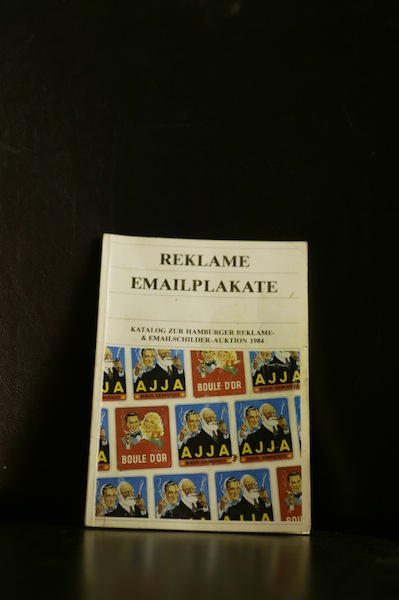 REKLAME
EMAILPLAKATE
KATALOG ZUR HAMBURGER REKLAME-
& EMAILSCHILDER-AUKTION 1984
AJJA
BOULE D'OR
AJJA
BOULE D'OR
AJJA
AJJA
AJJA